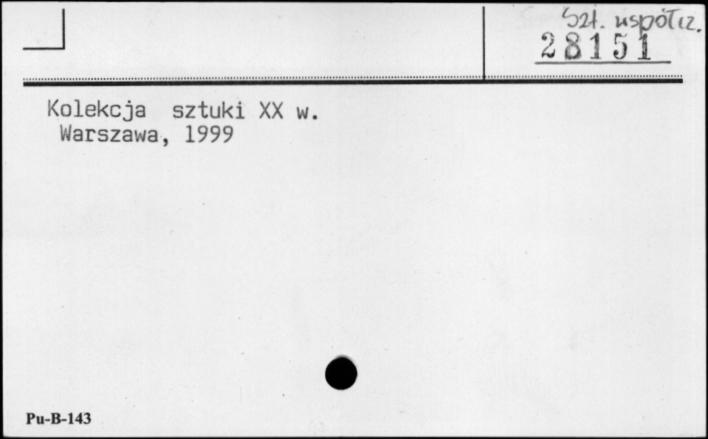 Szt. współcz.
28151
Kolekcja sztuki XX w.
Warszawa, 1999
Pu-B-143